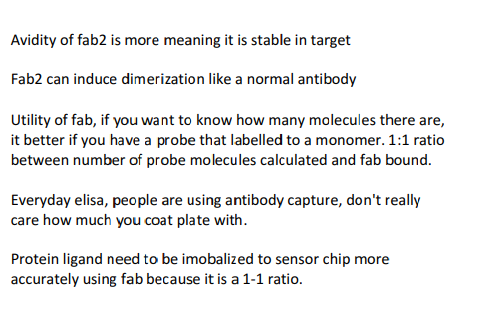 Avidity of fab2 is more meaning it is stable in target
Fab2 can induce dimerization like a normal antibody
Utility of fab, if you want to know how many molecules there are,
it better if you have a probe that labelled to a monomer. 1:1 ratio
between number of probe molecules calculated and fab bound.
Everyday elisa, people are using antibody capture, don't really
care how much you coat plate with.
Protein ligand need to be imobalized to sensor chip more
accurately using fab because it is a 1-1 ratio.